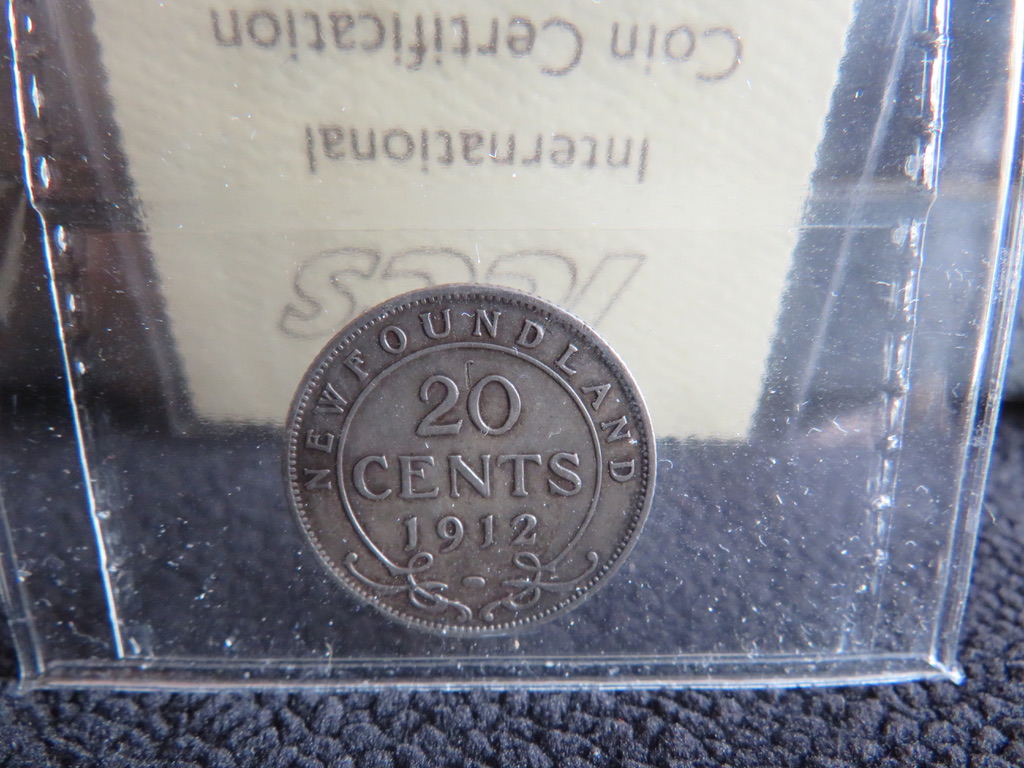 Coin Certification
International
ICCS
NEWFOUNDLAND
20
CENTS
1912